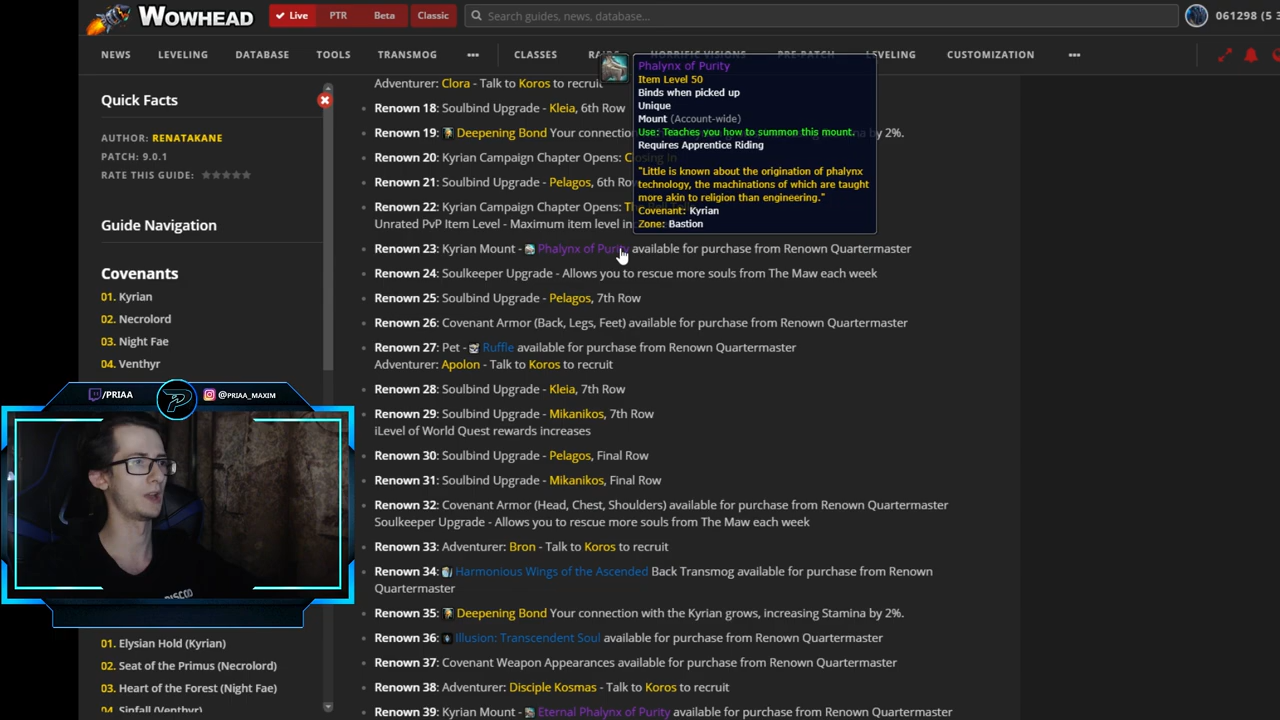 WOWHEAD
Live PTR Beta Classic Search guides, news, database... 061298 (5 3
NEWS LEVELING DATABASE TOOLS TRANSMOG ••• CLASSES HORRIFIC VISIONS PRE-PATCH LEVELING CUSTOMIZATION •••
Quick Facts
AUTHOR: RENATAKANE
PATCH: 9.0.1
RATE THIS GUIDE:
Guide Navigation
Covenants
01. Kyrian
02. Necrolord
03. Night Fae
04. Venthyr
/PRIAA @PRIAA_MAXIM
01. Elysian Hold (Kyrian)
02. Seat of the Primus (Necrolord)
03. Heart of the Forest (Night Fae)
04. Sinfall (Venthyr)
Adventurer: Clora - Talk to Koros to recruit
Renown 18: Soulbind Upgrade - Kleia, 6th Row
Renown 19: Deepening Bond Your connection by 2%.
Renown 20: Kyrian Campaign Chapter Opens: Closing In
Renown 21: Soulbind Upgrade - Pelagos, 6th Ro
Renown 22: Kyrian Campaign Chapter Opens:
Unrated PvP Item Level - Maximum item level in
Renown 23: Kyrian Mount - Phalynx of Purity available for purchase from Renown Quartermaster
Renown 24: Soulkeeper Upgrade - Allows you to rescue more souls from The Maw each week
Renown 25: Soulbind Upgrade - Pelagos, 7th Row
Renown 26: Covenant Armor (Back, Legs, Feet) available for purchase from Renown Quartermaster
Renown 27: Pet - Ruffle available for purchase from Renown Quartermaster
Adventurer: Apolon - Talk to Koros to recruit
Renown 28: Soulbind Upgrade - Kleia, 7th Row
Renown 29: Soulbind Upgrade - Mikanikos, 7th Row
iLevel of World Quest rewards increases
Renown 30: Soulbind Upgrade - Pelagos, Final Row
Renown 31: Soulbind Upgrade - Mikanikos, Final Row
Renown 32: Covenant Armor (Head, Chest, Shoulders) available for purchase from Renown Quartermaster
Soulkeeper Upgrade - Allows you to rescue more souls from The Maw each week
Renown 33: Adventurer: Bron - Talk to Koros to recruit
Renown 34: Harmonious Wings of the Ascended Back Transmog available for purchase from Renown
Quartermaster
Renown 35: Deepening Bond Your connection with the Kyrian grows, increasing Stamina by 2%.
Renown 36: Illusion: Transcendent Soul available for purchase from Renown Quartermaster
Renown 37: Covenant Weapon Appearances available for purchase from Renown Quartermaster
Renown 38: Adventurer: Disciple Kosmas - Talk to Koros to recruit
Renown 39: Kyrian Mount - Eternal Phalynx of Purity available for purchase from Renown Quartermaster
Phalynx of Purity
Item Level 50
Binds when picked up
Unique
Mount (Account-wide)
Use: Teaches you how to summon this mount.
Requires Apprentice Riding
"Little is known about the origination of phalynx
technology, the machinations of which are taught
more akin to religion than engineering."
Covenant: Kyrian
Zone: Bastion